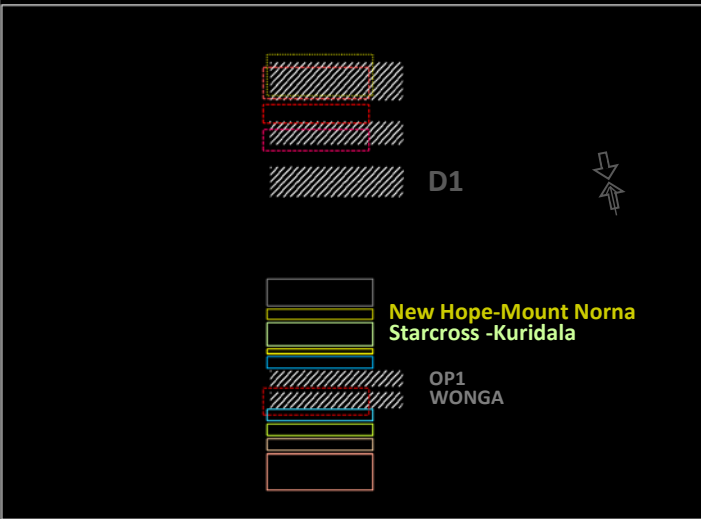 D1
New Hope-Mount Norna
Starcross -Kuridala
OP1
WONGA